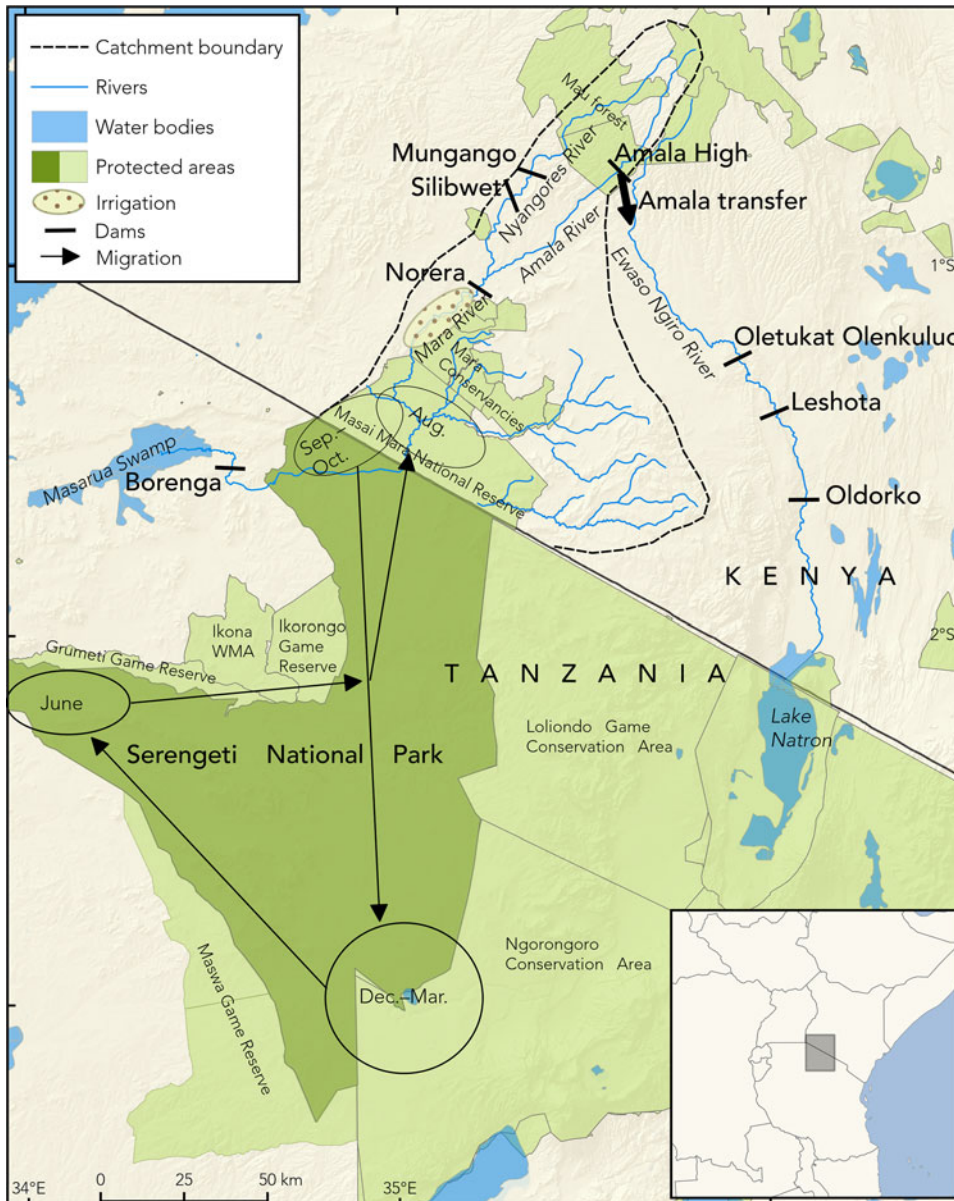 Catchment boundary
Rivers
Water bodies
Protected areas
Irrigation
Dams
Migration
Mau forest
Mungango
Silibwet
Nyangores River
Amala High
Amala transfer
Amala River
Norera
Ewaso Ngiro River
1°S
Mara River
Mara
Conservancies
Oletukat Olenkuluo
Leshota
Aug.
Sep.–
Oct.
Masai Mara National Reserve
Masarua Swamp
Borenga
Oldorko
KENYA
Ikona
WMA
Ikorongo
Game
Reserve
2°S
Grumeti Game Reserve
TANZANIA
June
Loliondo Game
Conservation Area
Lake
Natron
Serengeti National Park
Ngorongoro
Conservation Area
Dec.–Mar.
Maswa Game Reserve
34°E
0 25 50 km
35°E